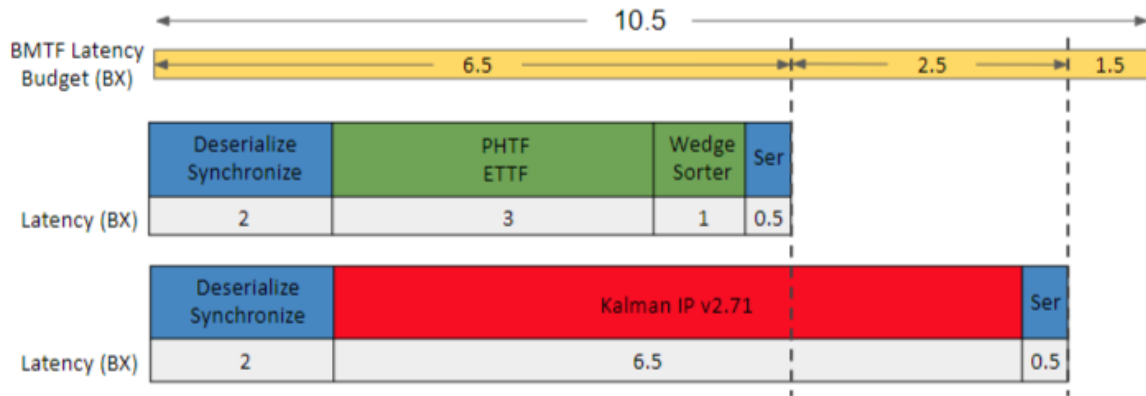 10.5
BMTF Latency
Budget (BX)
6.5
2.5
1.5
Deserialize
Synchronize
PHTF
ETTF
Wedge
Sorter
Ser
Latency (BX)
2
3
1
0.5
Deserialize
Synchronize
Kalman IP v2.71
Ser
Latency (BX)
2
6.5
0.5